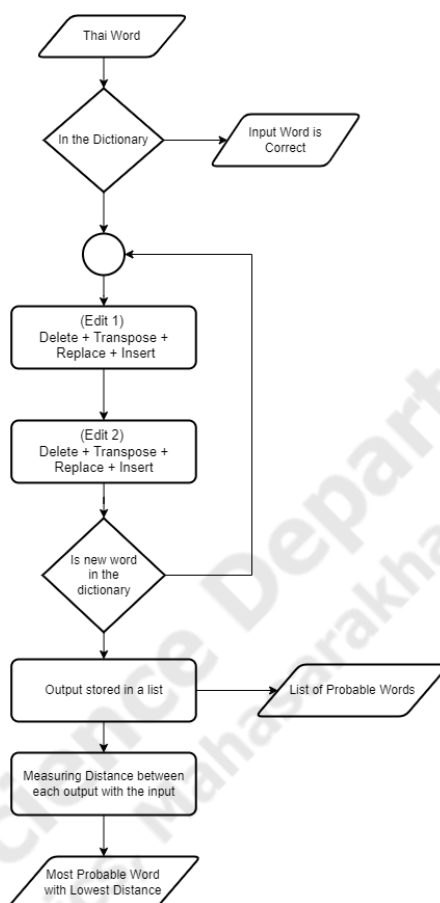 Thai Word
In the Dictionary
Input Word is
Correct
(Edit 1)
Delete + Transpose +
Replace + Insert
(Edit 2)
Delete + Transpose +
Replace + Insert
Is new word
in the
dictionary
Output stored in a list
List of Probable Words
Measuring Distance between
each output with the input
Most Probable Word
with Lowest Distance